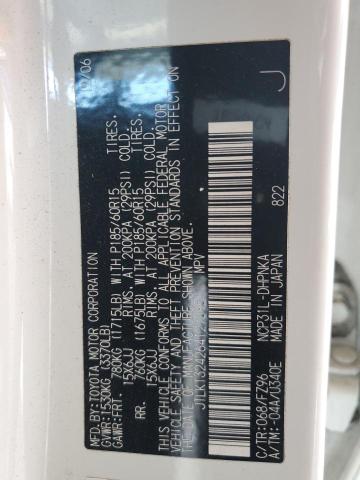 MFD.BY:TOYOTA MOTOR CORPORATION 10/06
GVWR:1530KG (3370LB)
GAWR:FRT. 780KG (1715LB) WITH P185/60R15 TIRES.
15X6JJ RIMS.AT 200KPA (29PSI) COLD.
RR. 760KG (1675LB) WITH P185/60R15 TIRES.
15X6JJ RIMS.AT 200KPA (29PSI) COLD.
THIS VEHICLE CONFORMS TO ALL APPLICABLE FEDERAL MOTOR
VEHICLE SAFETY AND THEFT PREVENTION STANDARDS IN EFFECT ON
THE DATE OF MANUFACTURE SHOWN ABOVE.
MPV
C/TR:068/FZ96 NCP31L-DHPNKA
A/TM:-04A/U340E MADE IN JAPAN
822
J